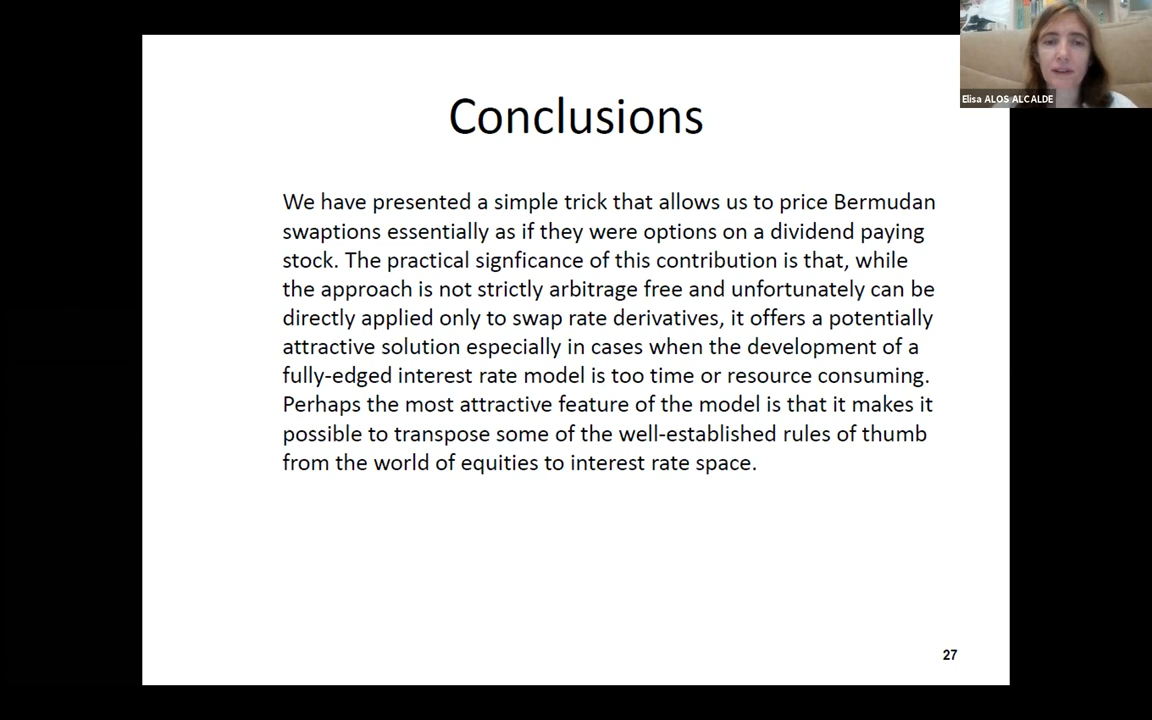 Elisa ALOS ALCALDE
Conclusions
We have presented a simple trick that allows us to price Bermudan
swaptions essentially as if they were options on a dividend paying
stock. The practical signficance of this contribution is that, while
the approach is not strictly arbitrage free and unfortunately can be
directly applied only to swap rate derivatives, it offers a potentially
attractive solution especially in cases when the development of a
fully-edged interest rate model is too time or resource consuming.
Perhaps the most attractive feature of the model is that it makes it
possible to transpose some of the well-established rules of thumb
from the world of equities to interest rate space.
27